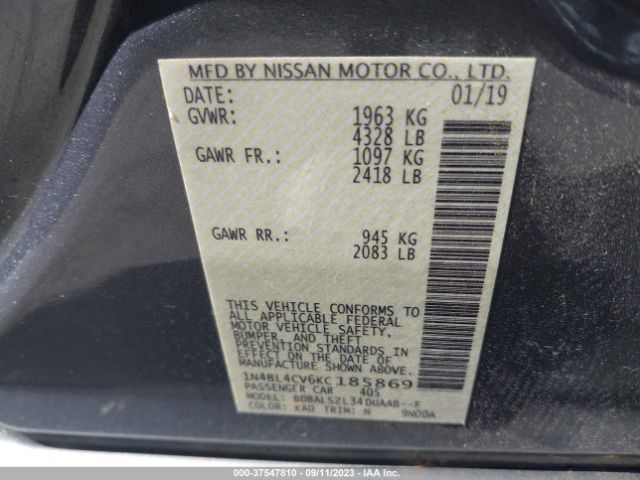 MFD BY NISSAN MOTOR CO., LTD.
DATE: 01/19
GVWR: 1963 KG
4328 LB
GAWR FR.: 1097 KG
2418 LB
GAWR RR.: 945 KG
2083 LB
THIS VEHICLE CONFORMS TO
ALL APPLICABLE FEDERAL
MOTOR VEHICLE SAFETY,
BUMPER, AND THEFT
PREVENTION STANDARDS IN
EFFECT ON THE DATE OF
MANUFACTURE SHOWN ABOVE.
1N4BL4CV6KC185869
PASSENGER CAR 405
MODEL: BDBALSZL34DUAAB--F
COLOR: KAD TRIM: N 9N00A
000-37547810 - 09/11/2023 - IAA Inc.